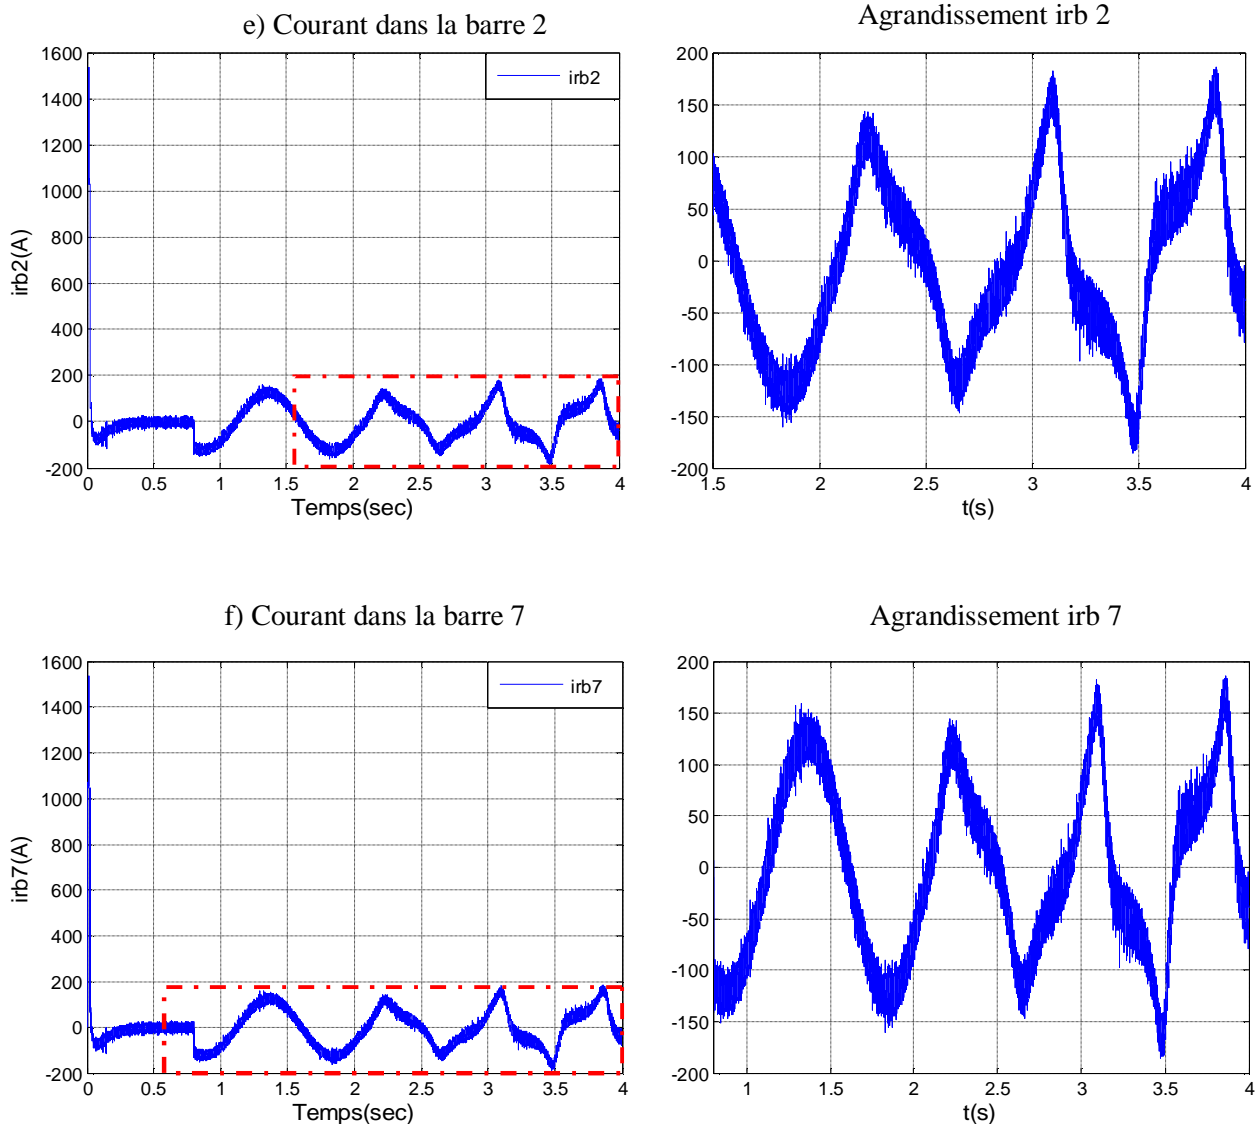 e) Courant dans la barre 2
Agrandissement irb 2
1600
1400
1200
1000
800
600
400
200
0
-200
irb2(A)
irb2
0 0.5 1 1.5 2 2.5 3 3.5 4
Temps(sec)
200
150
100
50
0
-50
-100
-150
-200
1.5 2 2.5 3 3.5 4
t(s)
f) Courant dans la barre 7
Agrandissement irb 7
1600
1400
1200
1000
800
600
400
200
0
-200
irb7(A)
irb7
0 0.5 1 1.5 2 2.5 3 3.5 4
Temps(sec)
200
150
100
50
0
-50
-100
-150
-200
1 1.5 2 2.5 3 3.5 4
t(s)